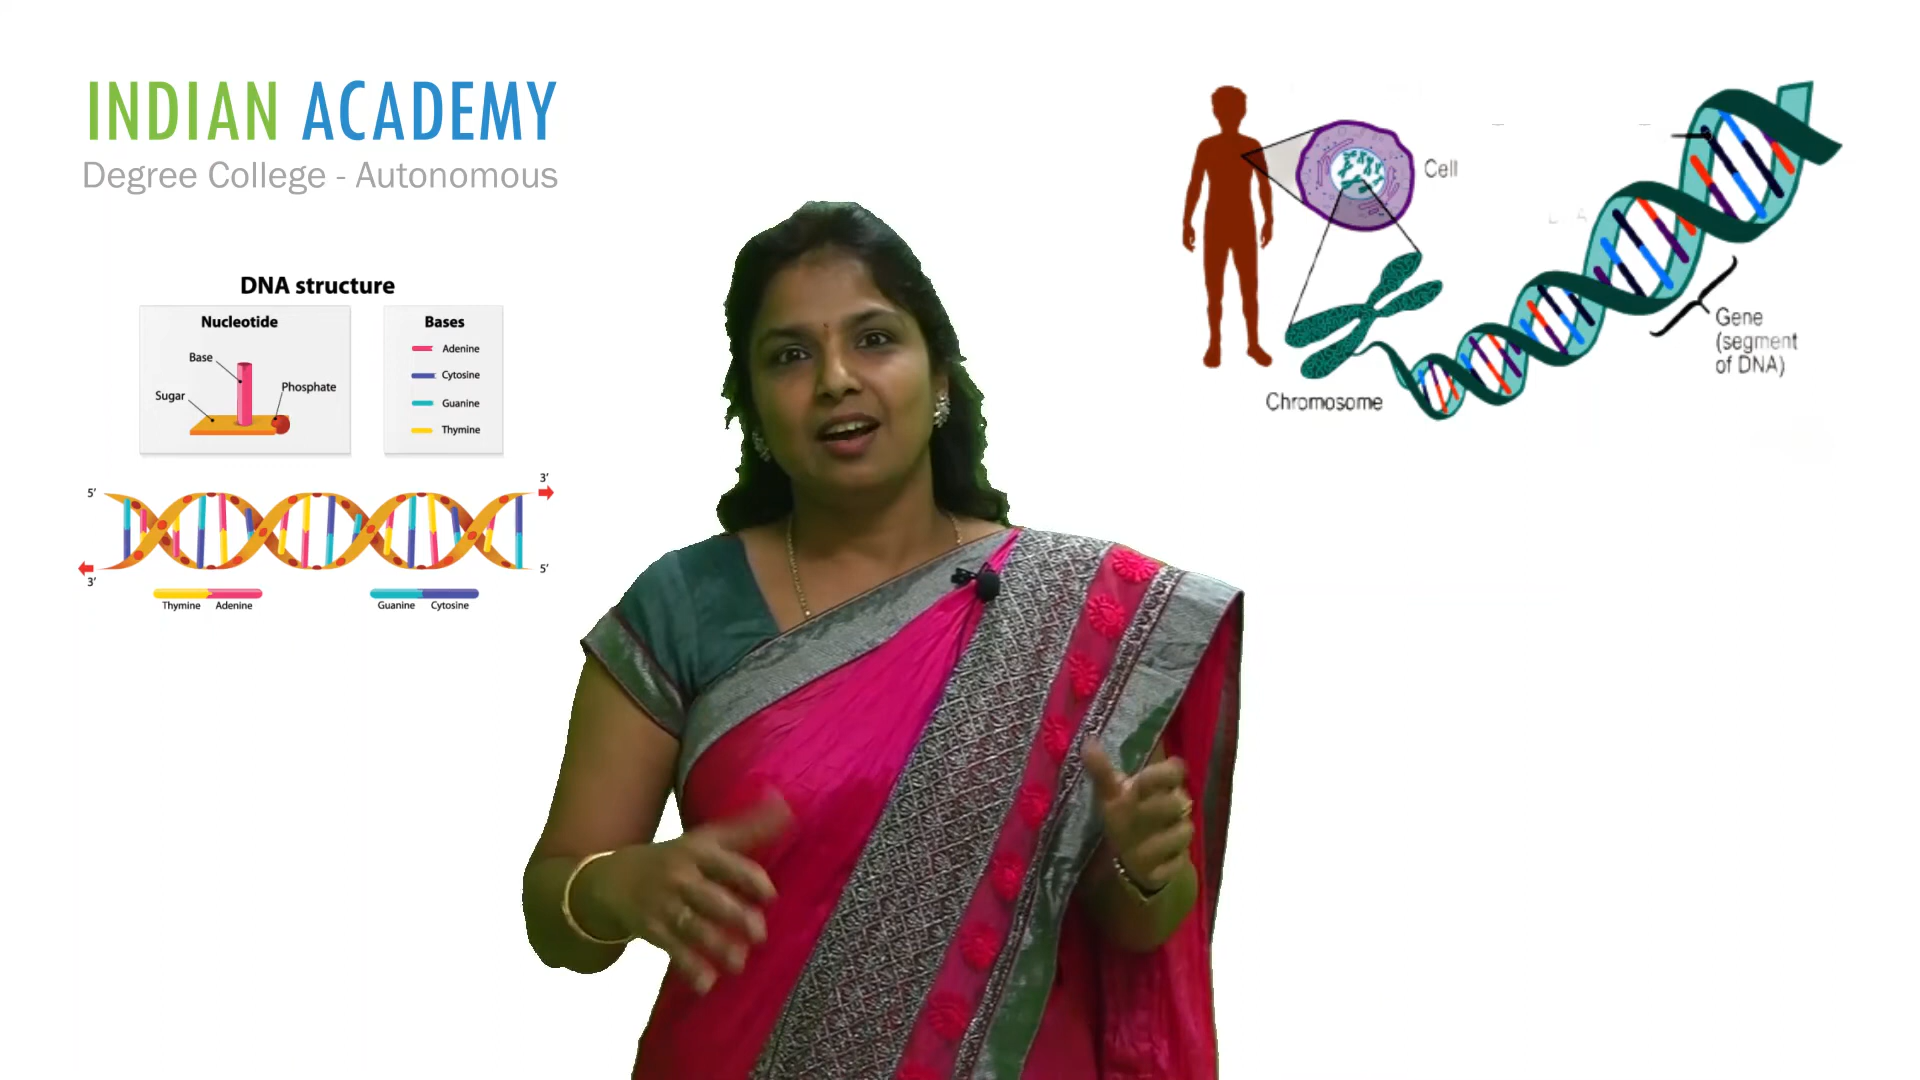 INDIAN ACADEMY
Degree College - Autonomous
DNA structure
Nucleotide
Base
Sugar
Phosphate
Bases
Adenine
Cytosine
Guanine
Thymine
5’
3’
3’
5’
Thymine Adenine
Guanine Cytosine
Cell
Chromosome
Gene
(segment
of DNA)